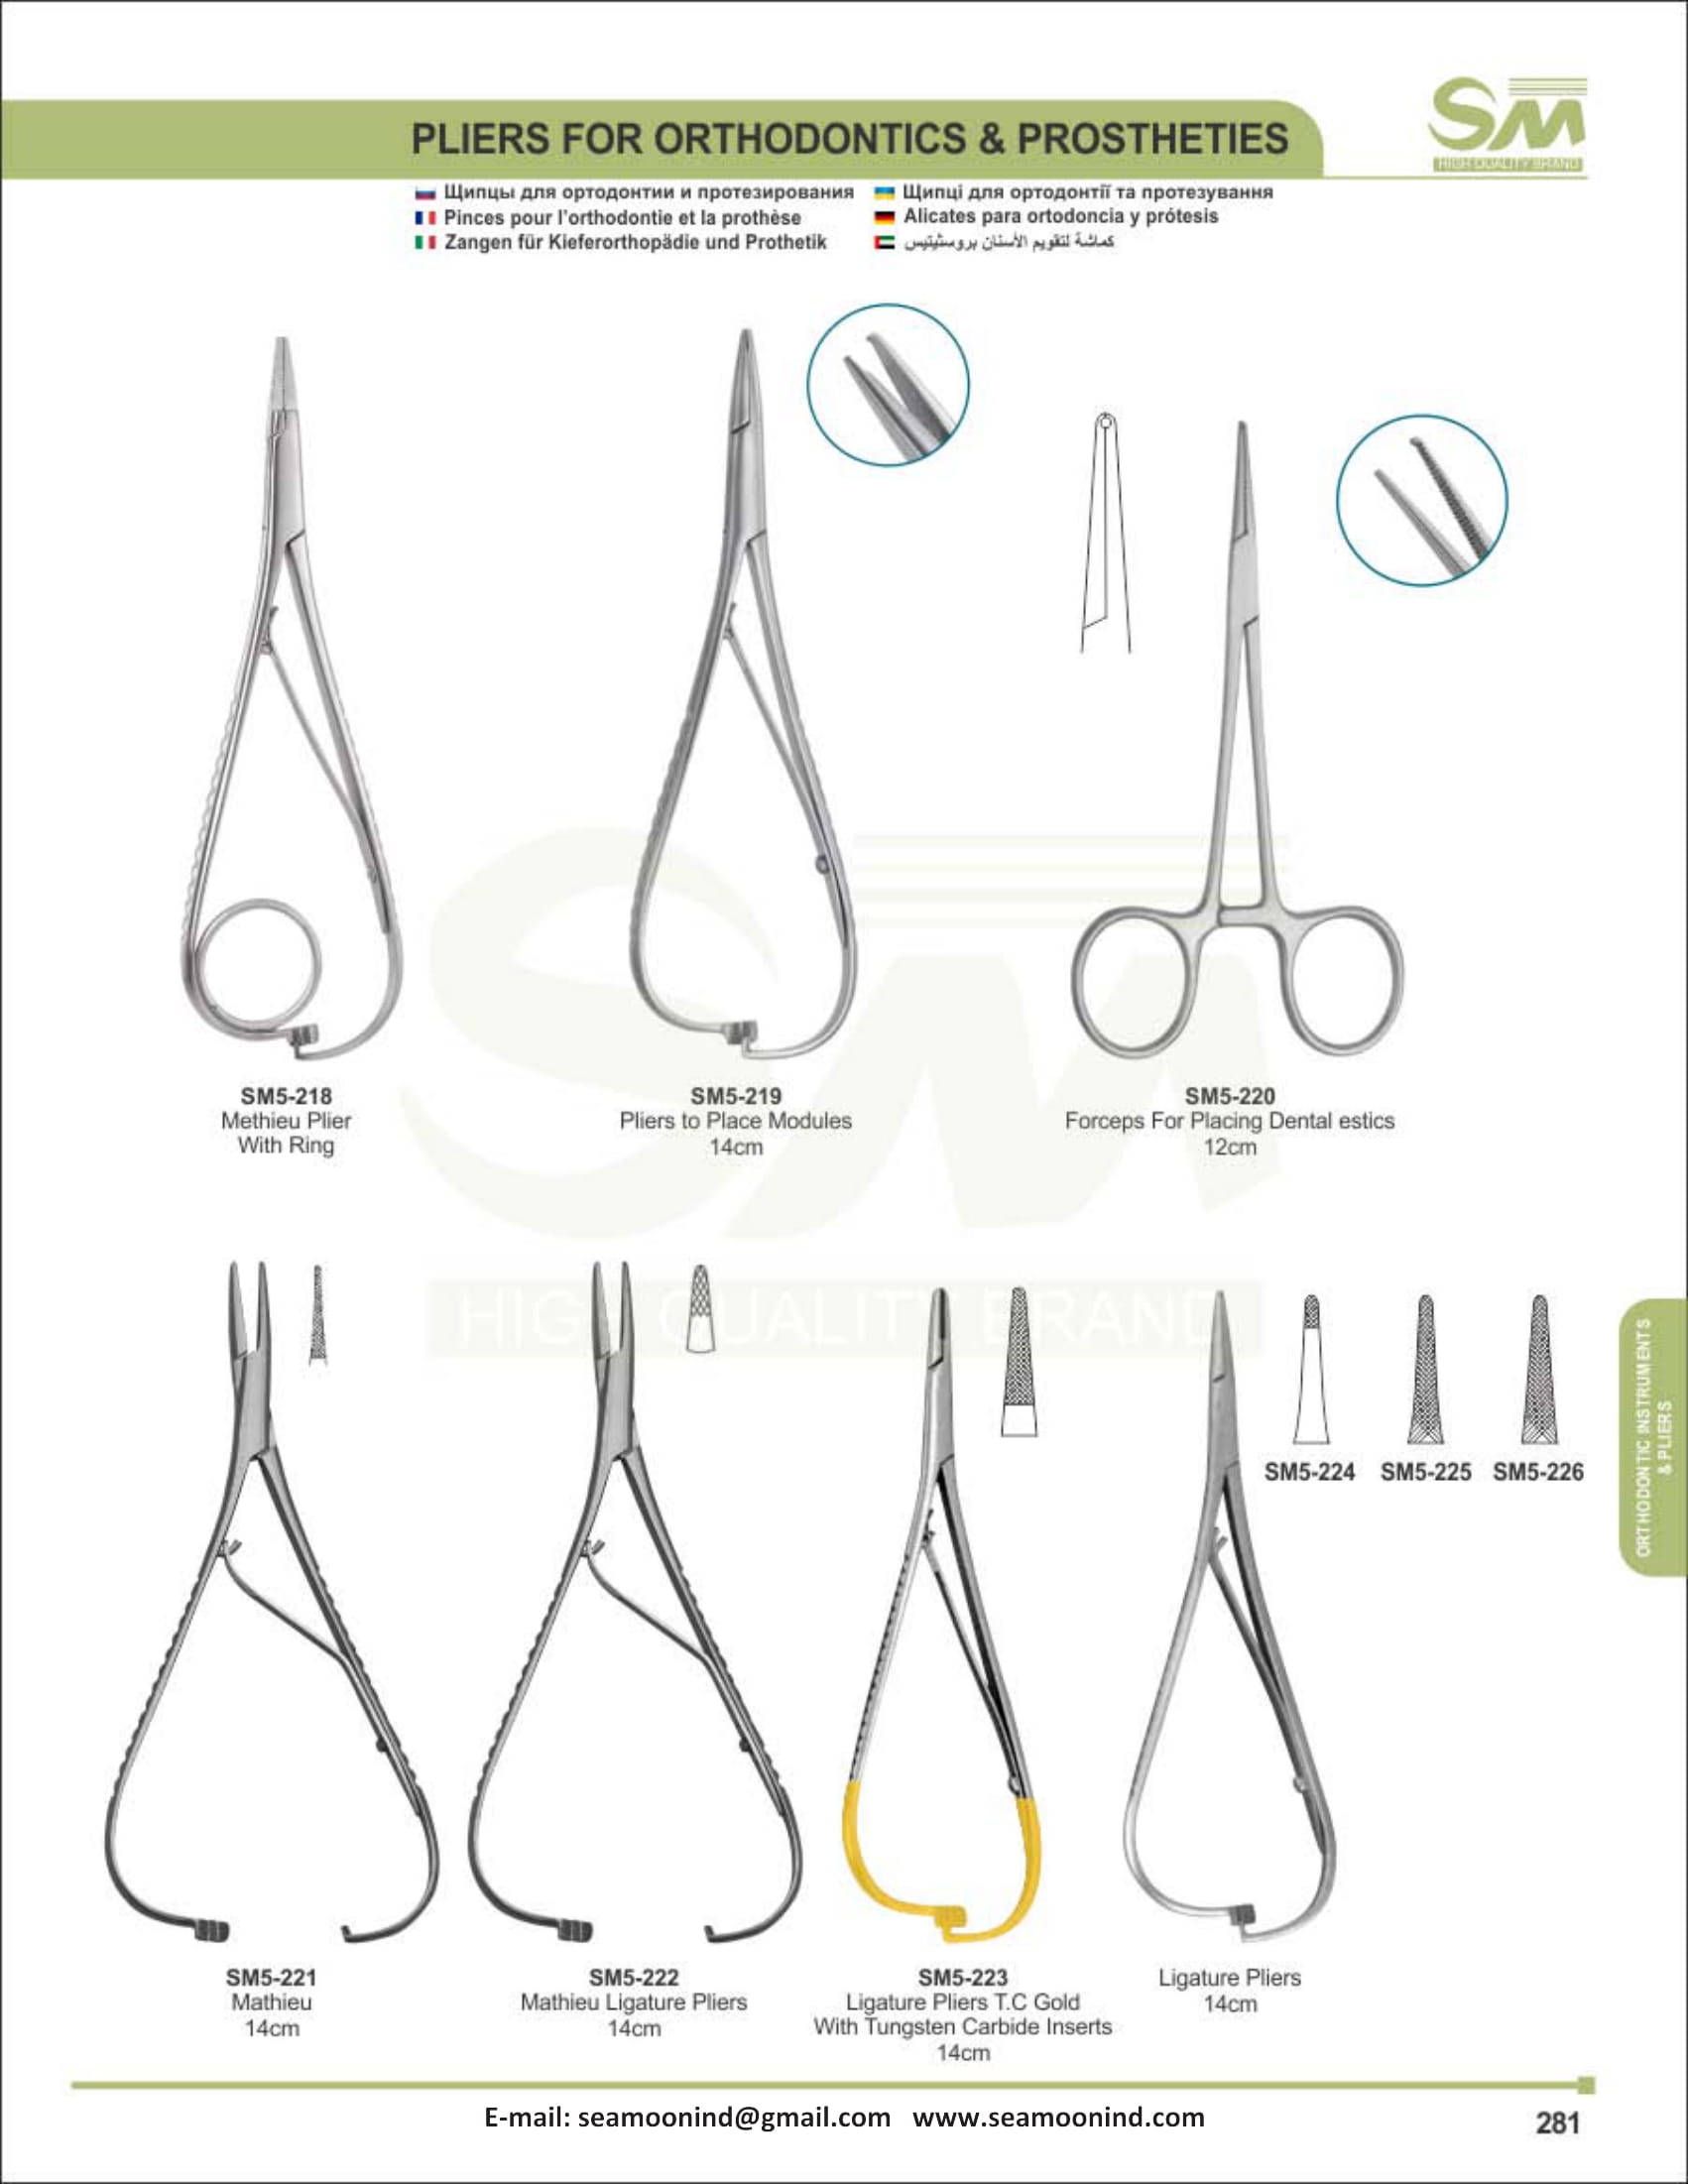 SM
HIGH QUALITY BRAND
PLIERS FOR ORTHODONTICS & PROSTHETIES
Щипцы для ортодонтии и протезирования
Щипці для ортодонтії та протезування
Pinces pour l'orthodontie et la prothèse
Alicates para ortodoncia y prótesis
Zangen für Kieferorthopädie und Prothetik
كماشة لتقويم الأسنان بروستيتيس
SM5-218
Methieu Plier
With Ring
SM5-219
Pliers to Place Modules
14cm
SM5-220
Forceps For Placing Dental estics
12cm
SM
HIGH QUALITY BRAND
SM5-224
SM5-225
SM5-226
ORTHODONTIC INSTRUMENTS
& PLIERS
SM5-221
Mathieu
14cm
SM5-222
Mathieu Ligature Pliers
14cm
SM5-223
Ligature Pliers T.C Gold
With Tungsten Carbide Inserts
14cm
Ligature Pliers
14cm
E-mail: seamoonind@gmail.com www.seamoonind.com
281